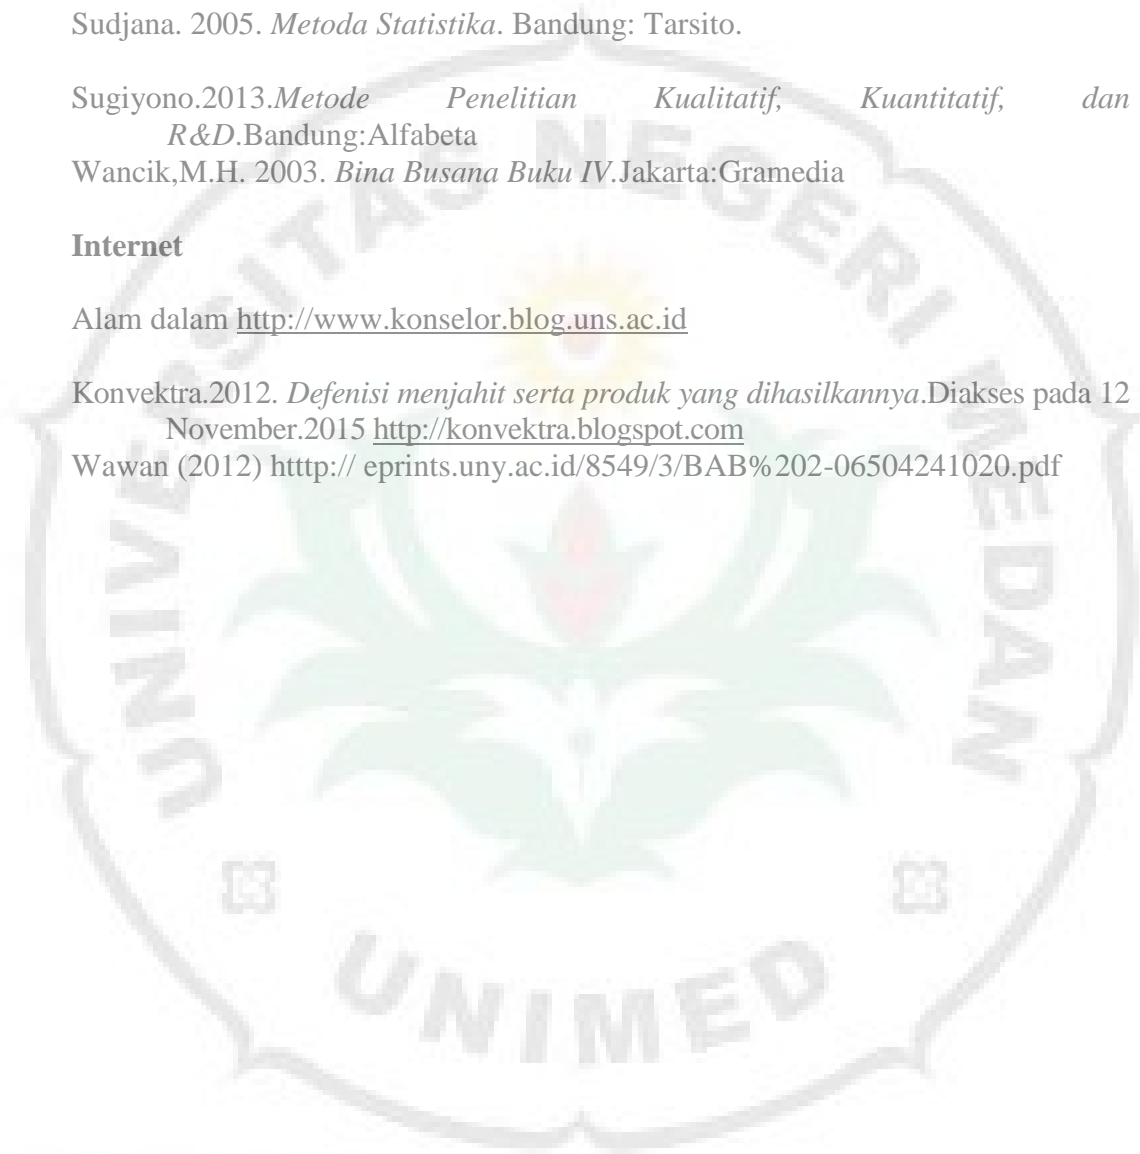 Sudjana. 2005. Metoda Statistika. Bandung: Tarsito.
Sugiyono.2013.Metode Penelitian Kualitatif, Kuantitatif, dan
R&D.Bandung:Alfabeta
Wancik,M.H. 2003. Bina Busana Buku IV.Jakarta:Gramedia
Internet
Alam dalam http://www.konselor.blog.uns.ac.id
Konvektra.2012. Defenisi menjahit serta produk yang dihasilkannya.Diakses pada 12
November.2015 http://konvektra.blogspot.com
Wawan (2012) htttp:// eprints.uny.ac.id/8549/3/BAB%202-06504241020.pdf
UNIVERSITAS NEGERI MEDAN
UNIMED